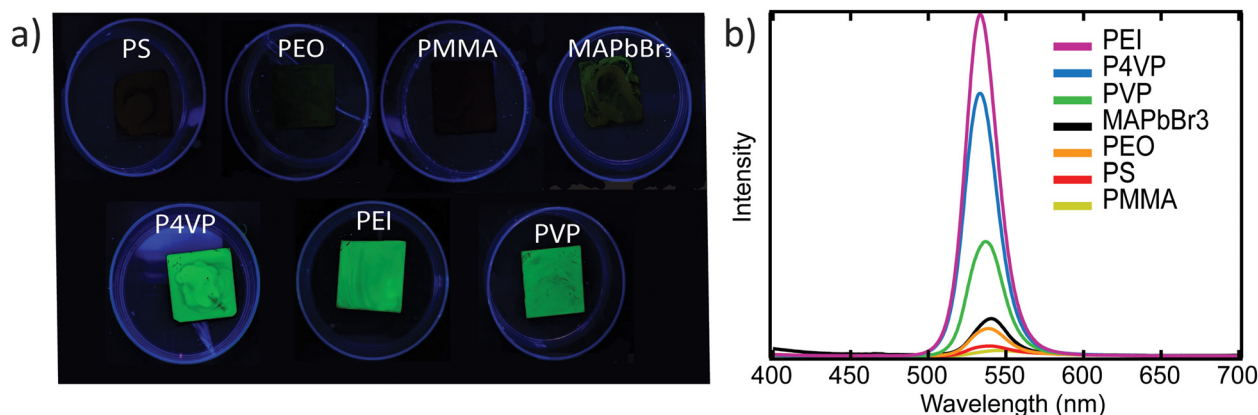 a)
PS
PEO
PMMA
MAPbBr₃
P4VP
PEI
PVP
b)
Intensity
PEI
P4VP
PVP
MAPbBr3
PEO
PS
PMMA
400 450 500 550 600 650 700
Wavelength (nm)